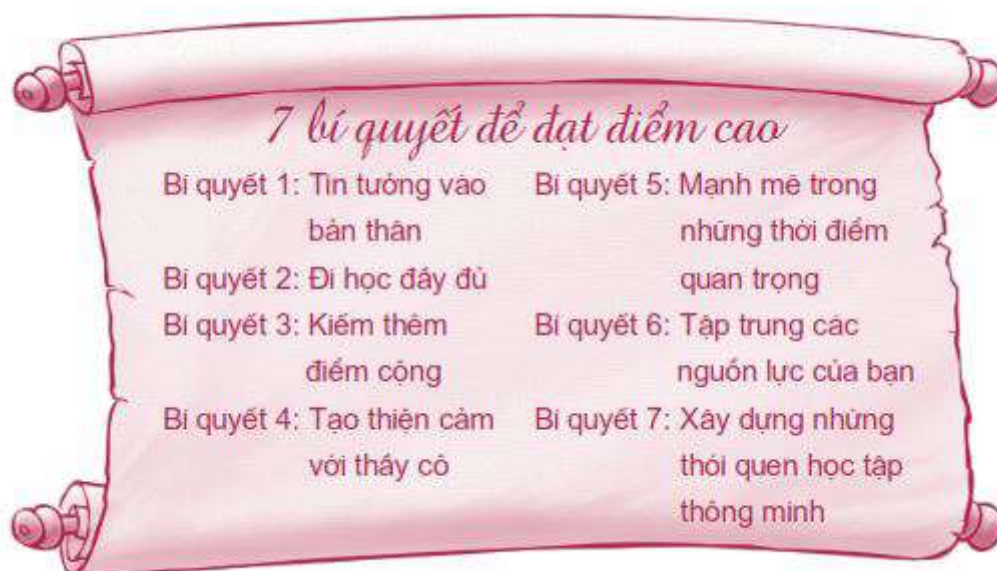 7 bí quyết để đạt điểm cao
Bí quyết 1: Tin tưởng vào
bản thân
Bí quyết 2: Đi học đầy đủ
Bí quyết 3: Kiếm thêm
điểm cộng
Bí quyết 4: Tạo thiện cảm
với thầy cô
Bí quyết 5: Mạnh mẽ trong
những thời điểm
quan trọng
Bí quyết 6: Tập trung các
nguồn lực của bạn
Bí quyết 7: Xây dựng những
thói quen học tập
thông minh